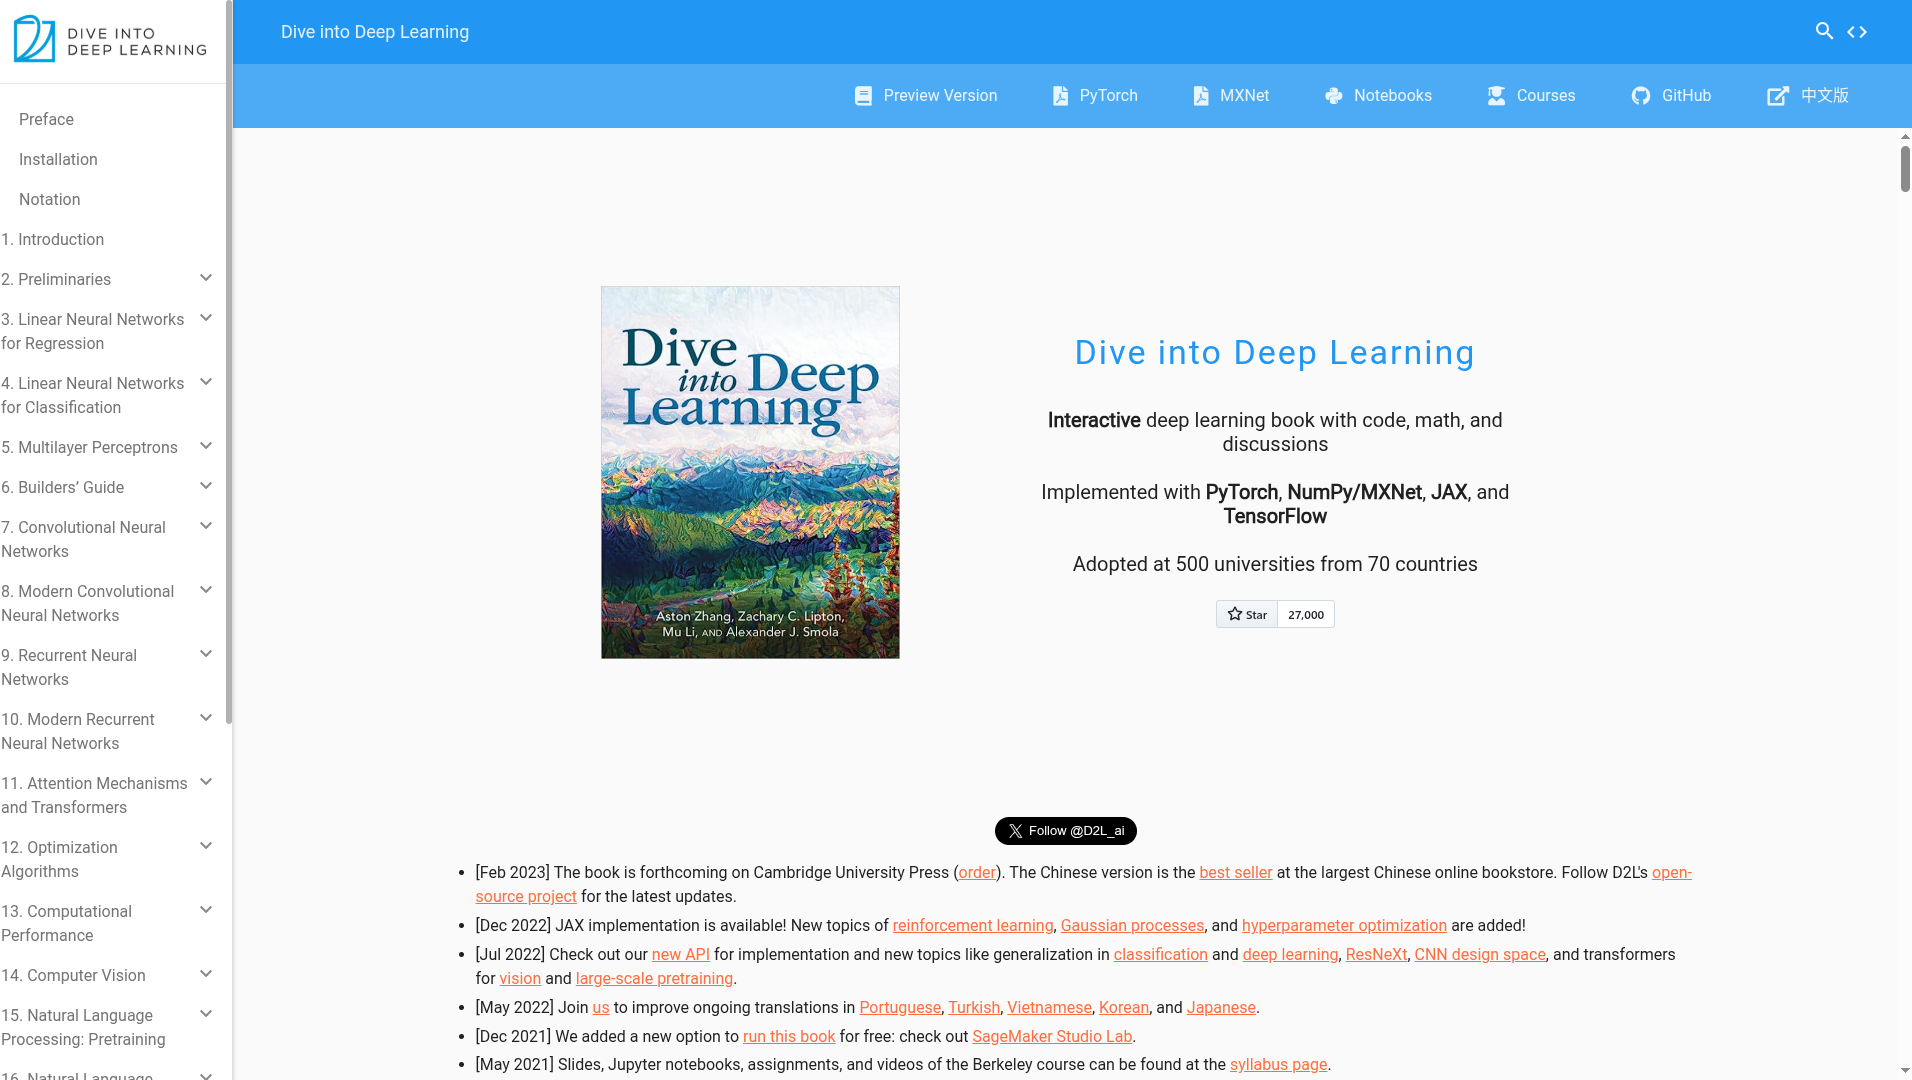 DIVE INTO
DEEP LEARNING
Dive into Deep Learning
Preview Version
PyTorch
MXNet
Notebooks
Courses
GitHub
中文版
Preface
Installation
Notation
1. Introduction
2. Preliminaries
3. Linear Neural Networks
for Regression
4. Linear Neural Networks
for Classification
5. Multilayer Perceptrons
6. Builders’ Guide
7. Convolutional Neural
Networks
8. Modern Convolutional
Neural Networks
9. Recurrent Neural
Networks
10. Modern Recurrent
Neural Networks
11. Attention Mechanisms
and Transformers
12. Optimization
Algorithms
13. Computational
Performance
14. Computer Vision
15. Natural Language
Processing: Pretraining
16. Natural Language
Dive
into Deep
Learning
Aston Zhang, Zachary C. Lipton,
Mu Li, AND Alexander J. Smola
Dive into Deep Learning
Interactive deep learning book with code, math, and
discussions
Implemented with PyTorch, NumPy/MXNet, JAX, and
TensorFlow
Adopted at 500 universities from 70 countries
Star 27,000
Follow @D2L_ai
[Feb 2023] The book is forthcoming on Cambridge University Press (order). The Chinese version is the best seller at the largest Chinese online bookstore. Follow D2L's open-
source project for the latest updates.
[Dec 2022] JAX implementation is available! New topics of reinforcement learning, Gaussian processes, and hyperparameter optimization are added!
[Jul 2022] Check out our new API for implementation and new topics like generalization in classification and deep learning, ResNeXt, CNN design space, and transformers
for vision and large-scale pretraining.
[May 2022] Join us to improve ongoing translations in Portuguese, Turkish, Vietnamese, Korean, and Japanese.
[Dec 2021] We added a new option to run this book for free: check out SageMaker Studio Lab.
[May 2021] Slides, Jupyter notebooks, assignments, and videos of the Berkeley course can be found at the syllabus page.